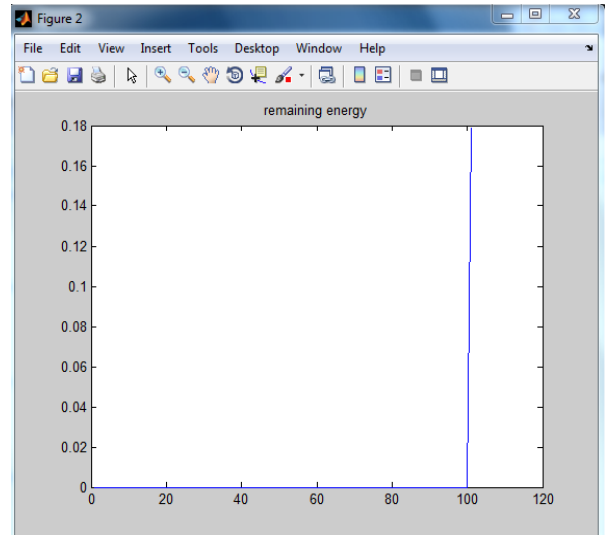 Figure 2
File Edit View Insert Tools Desktop Window Help
remaining energy
0.18
0.16
0.14
0.12
0.1
0.08
0.06
0.04
0.02
0
0 20 40 60 80 100 120